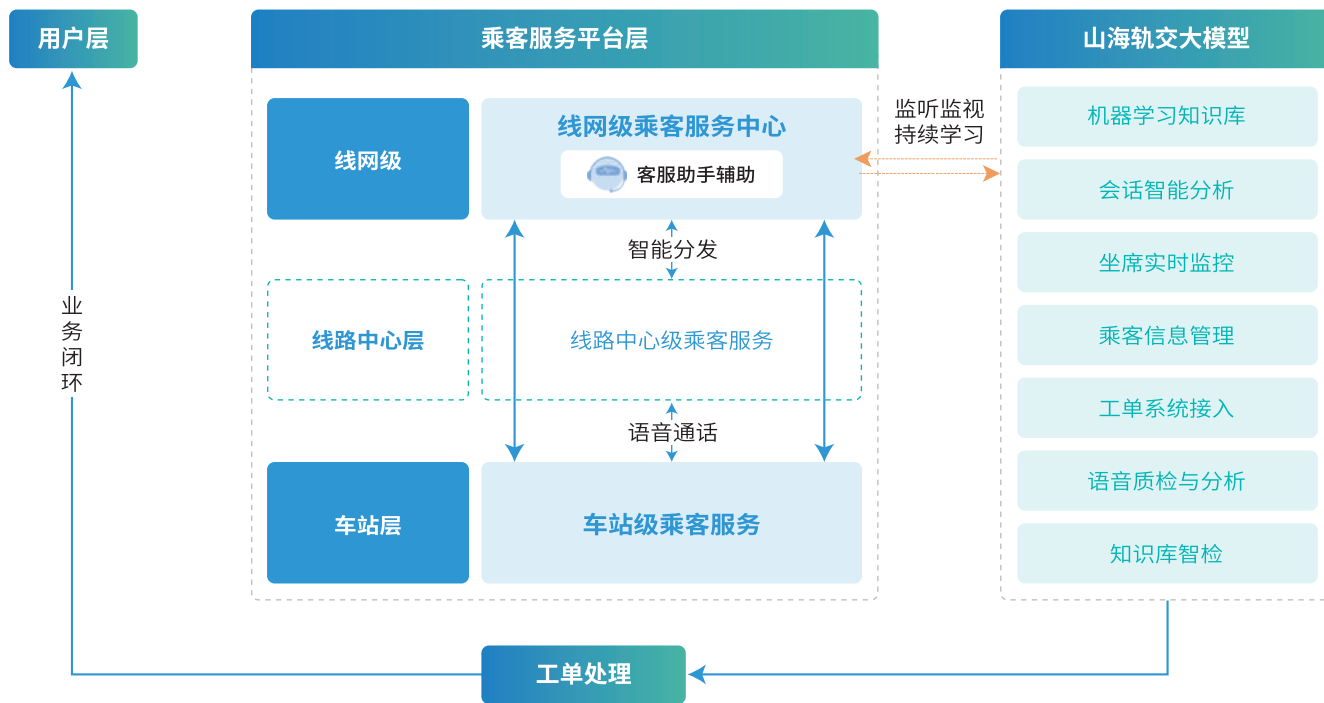 用户层
乘客服务平台层
山海轨交大模型
线网级
线网级乘客服务中心
客服助手辅助
监听监视
持续学习
智能分发
线路中心层
线路中心级乘客服务
语音通话
车站层
车站级乘客服务
机器学习知识库
会话智能分析
坐席实时监控
乘客信息管理
工单系统接入
语音质检与分析
知识库智检
业
务
闭
环
工单处理